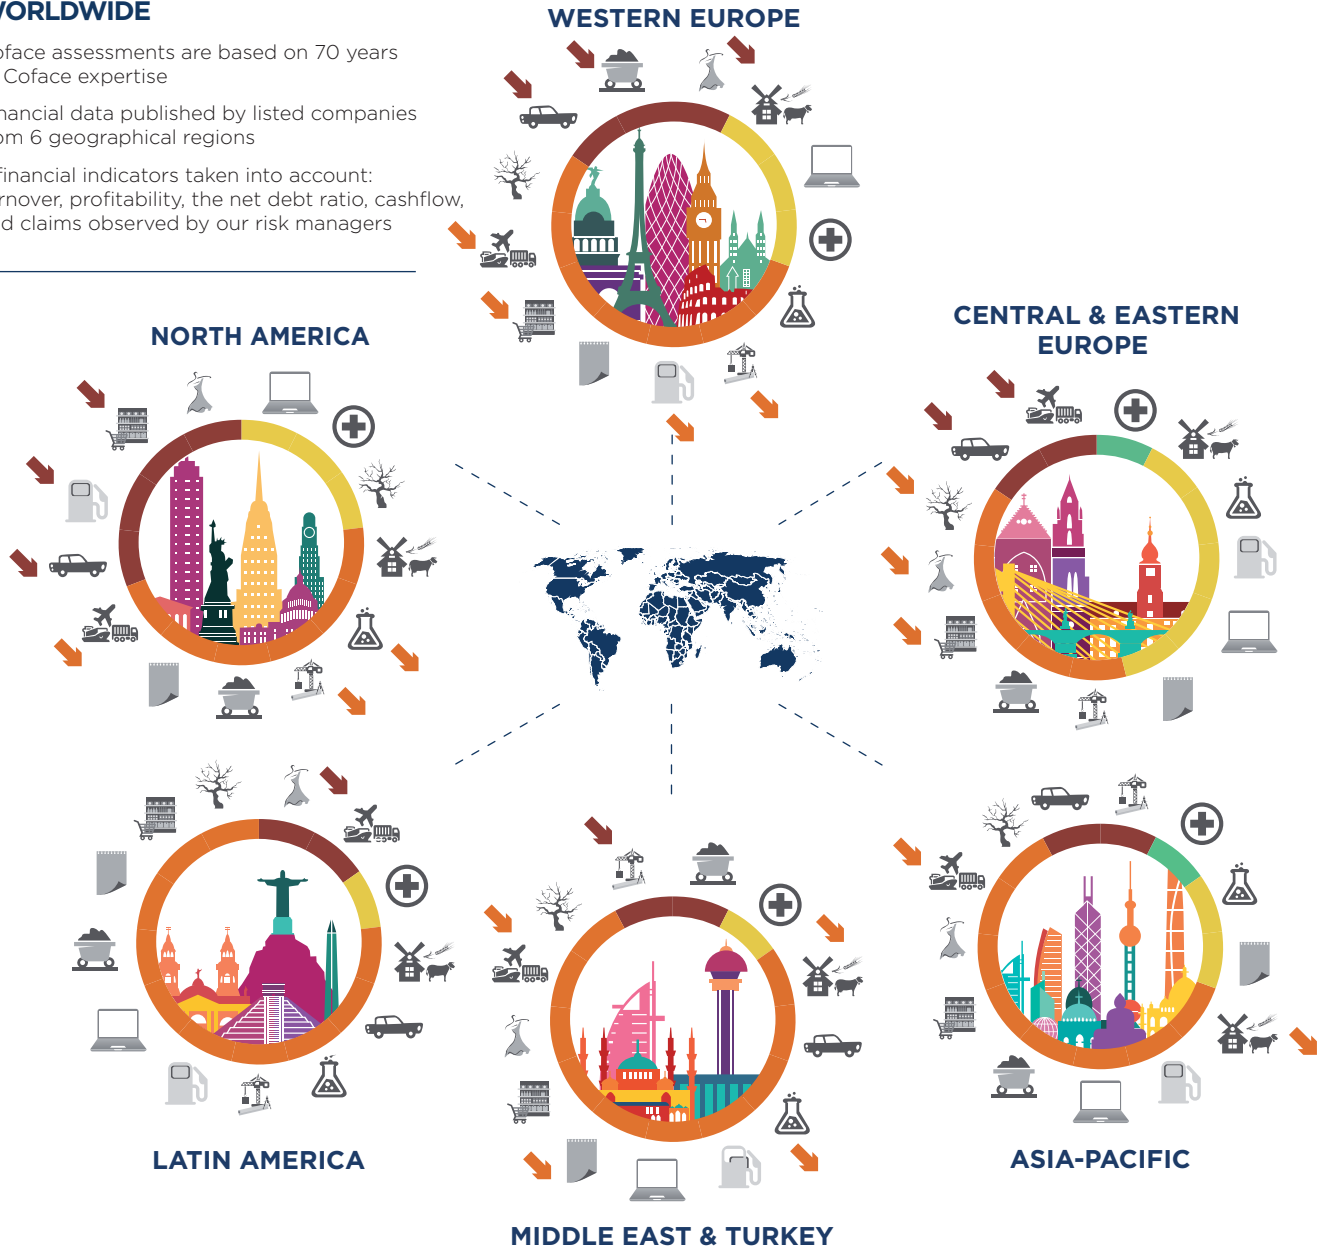 WORLDWIDE
oface assessments are based on 70 years
Coface expertise
nancial data published by listed companies
om 6 geographical regions
financial indicators taken into account:
rnover, profitability, the net debt ratio, cashflow,
d claims observed by our risk managers
WESTERN EUROPE
NORTH AMERICA
CENTRAL & EASTERN
EUROPE
LATIN AMERICA
ASIA-PACIFIC
MIDDLE EAST & TURKEY